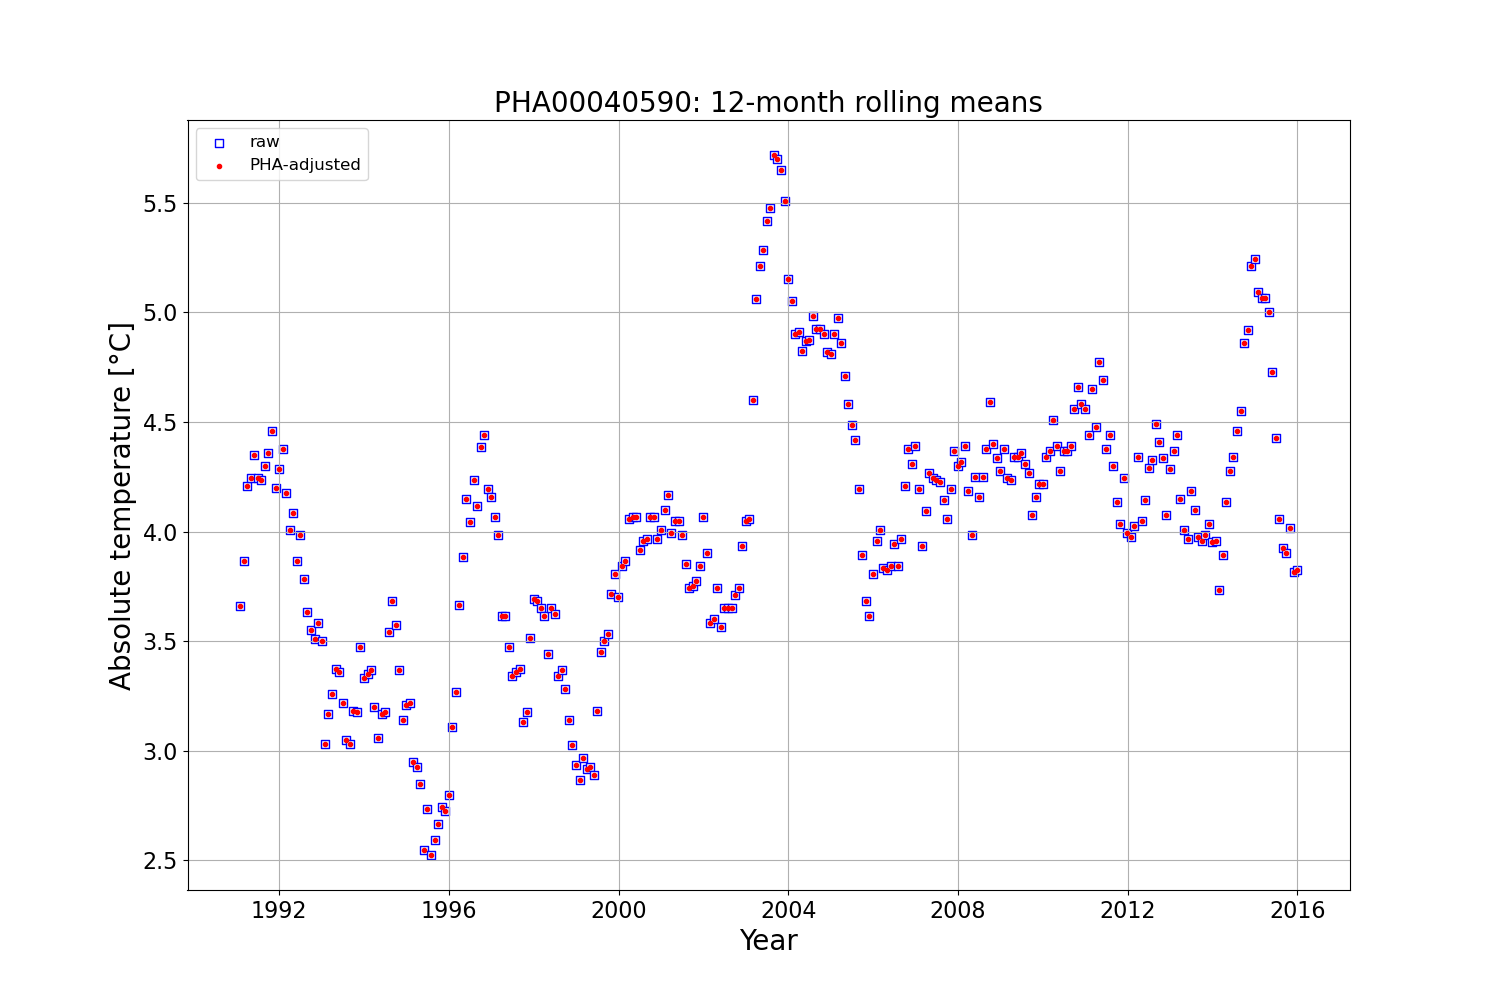 PHA00040590: 12-month rolling means
raw
PHA-adjusted
Absolute temperature [°C]
5.5
5.0
4.5
4.0
3.5
3.0
2.5
1992 1996 2000 2004 2008 2012 2016
Year